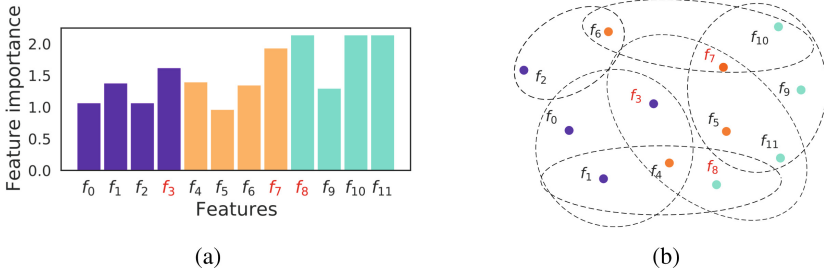 Feature importance
2.0
1.5
1.0
0.5
0.0
f0 f1 f2 f3 f4 f5 f6 f7 f8 f9 f10 f11
Features
(a)
f6
f10
f7
f2
f3
f9
f0
f5
f11
f1
f4
f8
(b)